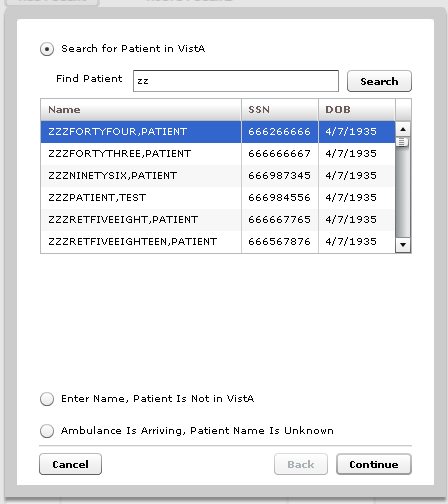 Search for Patient in VistA
Find Patient zz Search
Name SSN DOB
ZZZFORTYFOUR,PATIENT 666266666 4/7/1935
ZZZFORTYTHREE,PATIENT 666666667 4/7/1935
ZZZNINETYSIX,PATIENT 666987345 4/7/1935
ZZZPATIENT,TEST 666984556 4/7/1935
ZZZRETFIVEEIGHT,PATIENT 666667765 4/7/1935
ZZZRETFIVEEIGHTEEN,PATIENT 666567876 4/7/1935
Enter Name, Patient Is Not in VistA
Ambulance Is Arriving, Patient Name Is Unknown
Cancel Back Continue